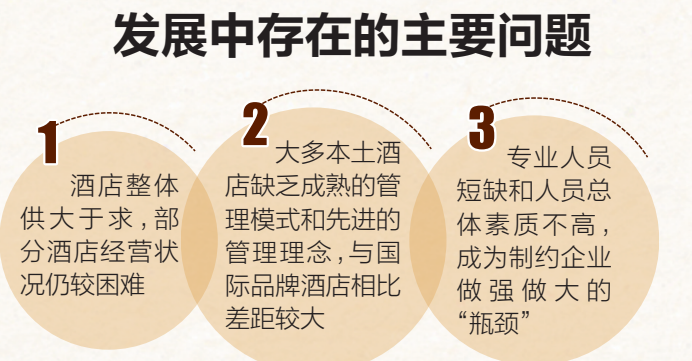 发展中存在的主要问题
1
酒店整体
供大于求，部
分酒店经营状
况仍较困难
2
大多本土酒
店缺乏成熟的管
理模式和先进的
管理理念，与国
际品牌酒店相比
差距较大
3
专业人员
短缺和人员总
体素质不高，
成为制约企业
做强做大的
“瓶颈”